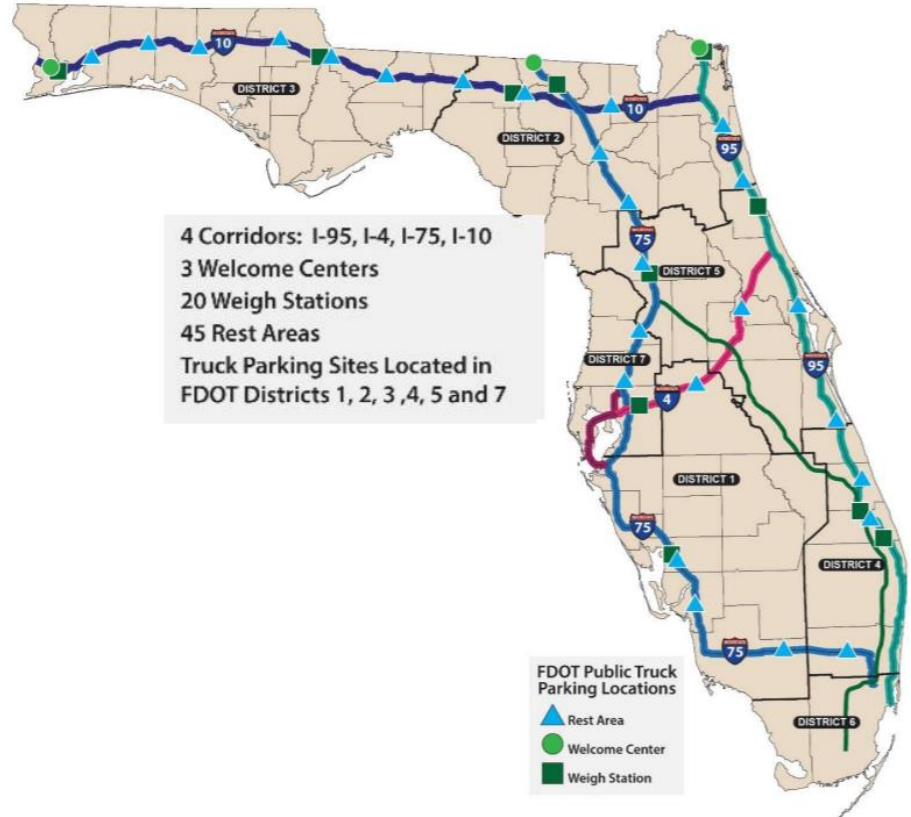 10
DISTRICT 3
DISTRICT 2
10
95
4 Corridors: I-95, I-4, I-75, I-10
3 Welcome Centers
20 Weigh Stations
45 Rest Areas
Truck Parking Sites Located in
FDOT Districts 1, 2, 3 ,4, 5 and 7
75
DISTRICT 5
DISTRICT 7
95
4
DISTRICT 1
75
DISTRICT 4
75
FDOT Public Truck
Parking Locations
Rest Area
Welcome Center
Weigh Station
DISTRICT 6